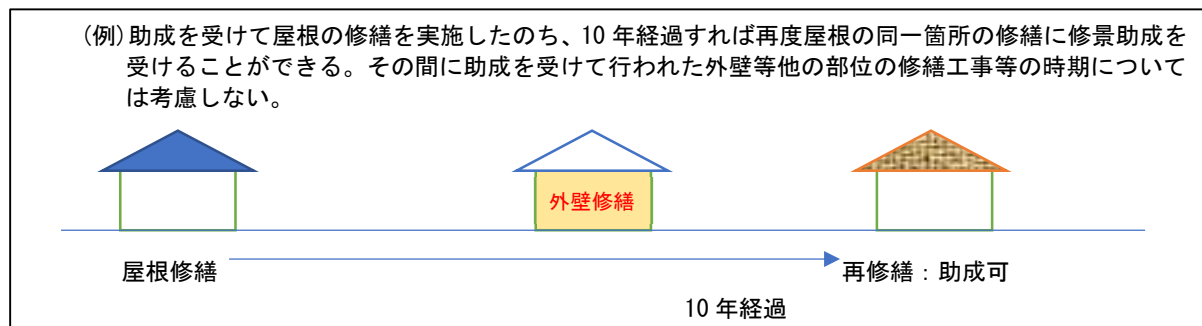 (例)助成を受けて屋根の修繕を実施したのち、10年経過すれば再度屋根の同一箇所の修繕に修景助成を
受けることができる。その間に助成を受けて行われた外壁等他の部位の修繕工事等の時期について
は考慮しない。
外壁修繕
屋根修繕
再修繕：助成可
10年経過